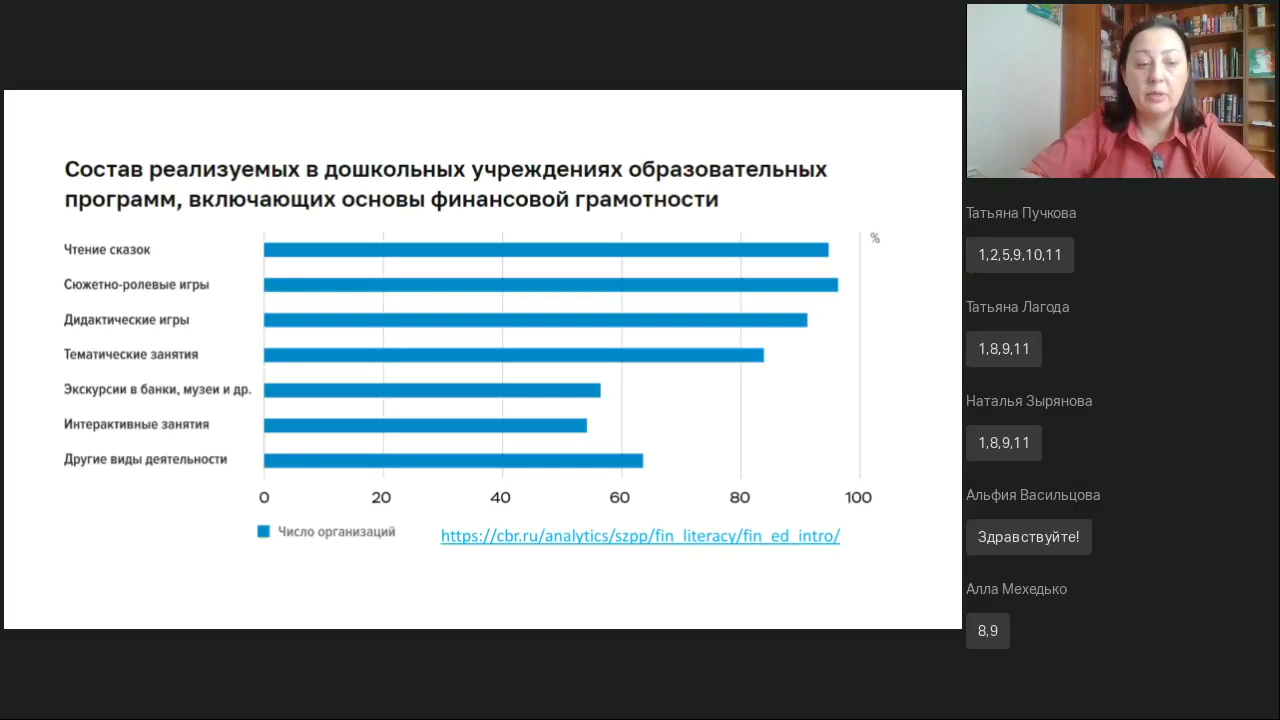 Состав реализуемых в дошкольных учреждениях образовательных
программ, включающих основы финансовой грамотности
%
Чтение сказок
Сюжетно-ролевые игры
Дидактические игры
Тематические занятия
Экскурсии в банки, музеи и др.
Интерактивные занятия
Другие виды деятельности
0 20 40 60 80 100
Число организаций
https://cbr.ru/analytics/szpp/fin_literacy/fin_ed_intro/
Татьяна Пучкова
1,2,5,9,10,11
Татьяна Лагода
1,8,9,11
Наталья Зырянова
1,8,9,11
Альфия Васильцова
Здравствуйте!
Алла Мехедько
8,9